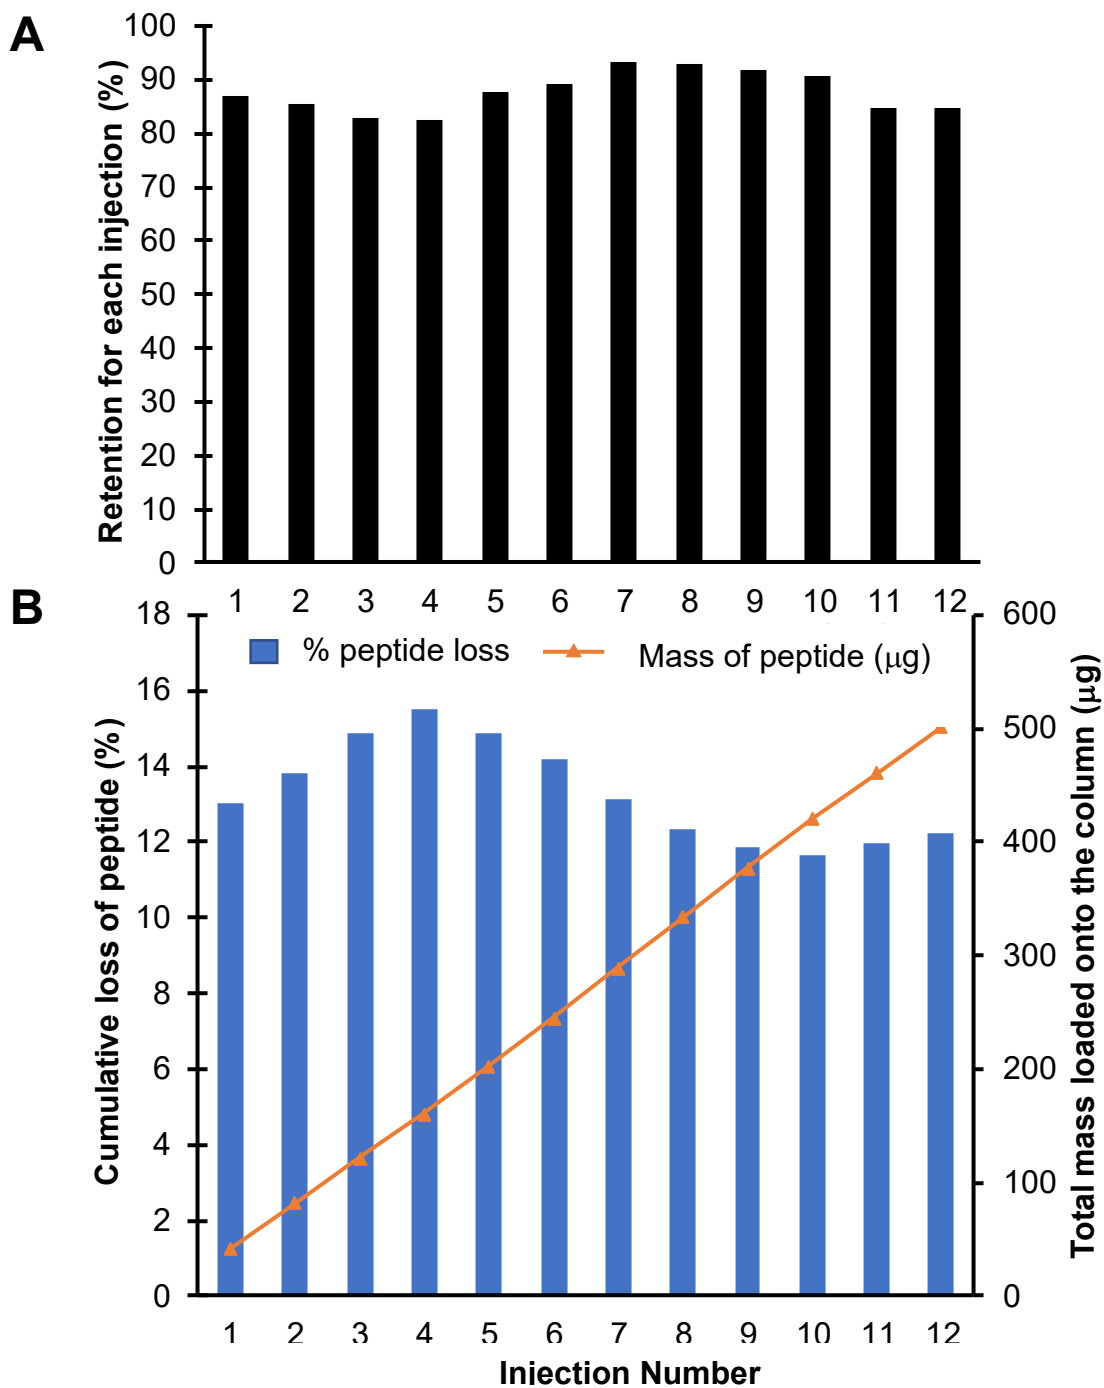 A
Retention for each injection (%)
100
90
80
70
60
50
40
30
20
10
0
1 2 3 4 5 6 7 8 9 10 11 12
B
Cumulative loss of peptide (%)
18
16
14
12
10
8
6
4
2
0
% peptide loss
Mass of peptide (μg)
600
500
400
300
200
100
0
Total mass loaded onto the column (μg)
1 2 3 4 5 6 7 8 9 10 11 12
Injection Number